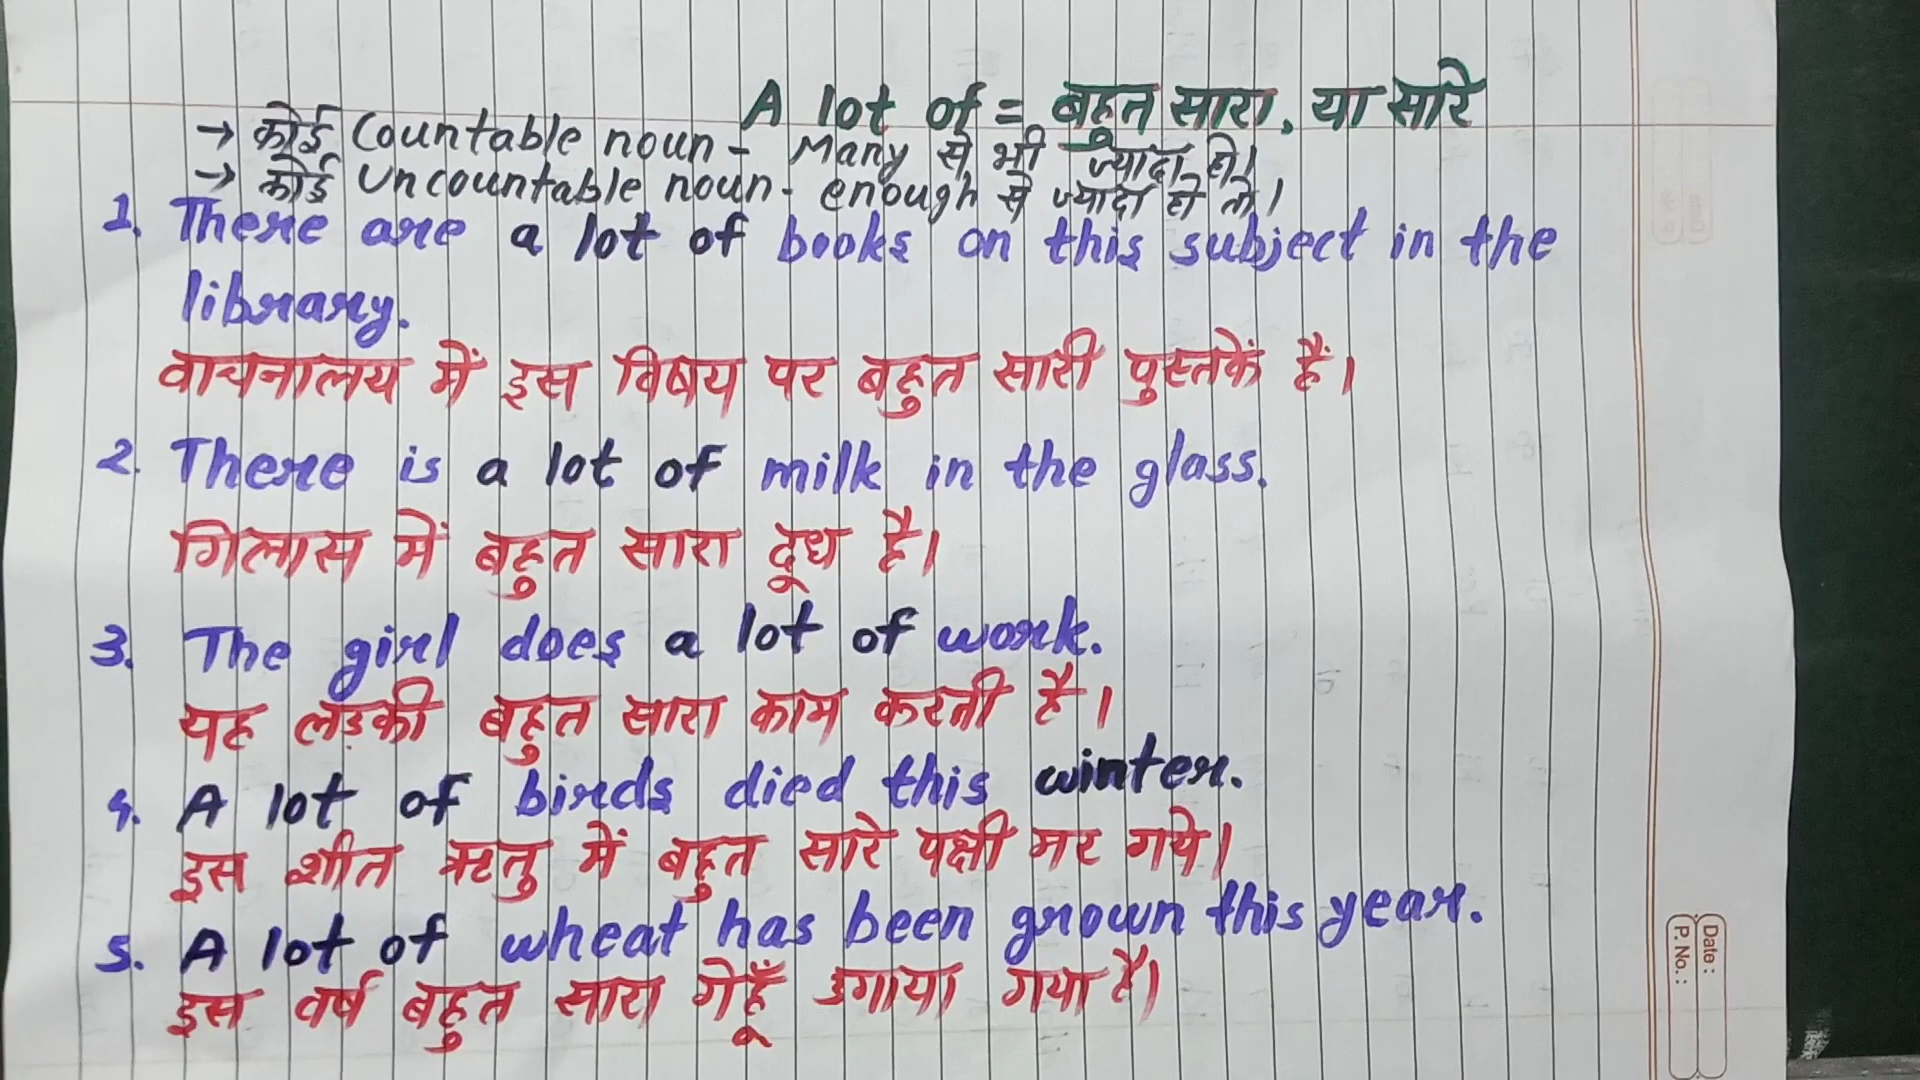 A lot of = बहुत सारा. या सारे
→ कोई Countable noun - Many से भी ज्यादा हो।
→ कोई Uncountable noun - enough से ज्यादा हो तो।
1. There are a lot of books on this subject in the
library.
वाचनालय में इस विषय पर बहुत सारी पुस्तकें हैं।
2. There is a lot of milk in the glass.
गिलास में बहुत सारा दूध है।
3. The girl does a lot of work.
यह लड़की बहुत सारा काम करती है।
4. A lot of birds died this winter.
इस शीत ऋतु में बहुत सारे पक्षी मर गये।
5. A lot of wheat has been grown this year.
इस वर्ष बहुत सारा गेहूँ उगाया गया है।
Date :
P. No. :